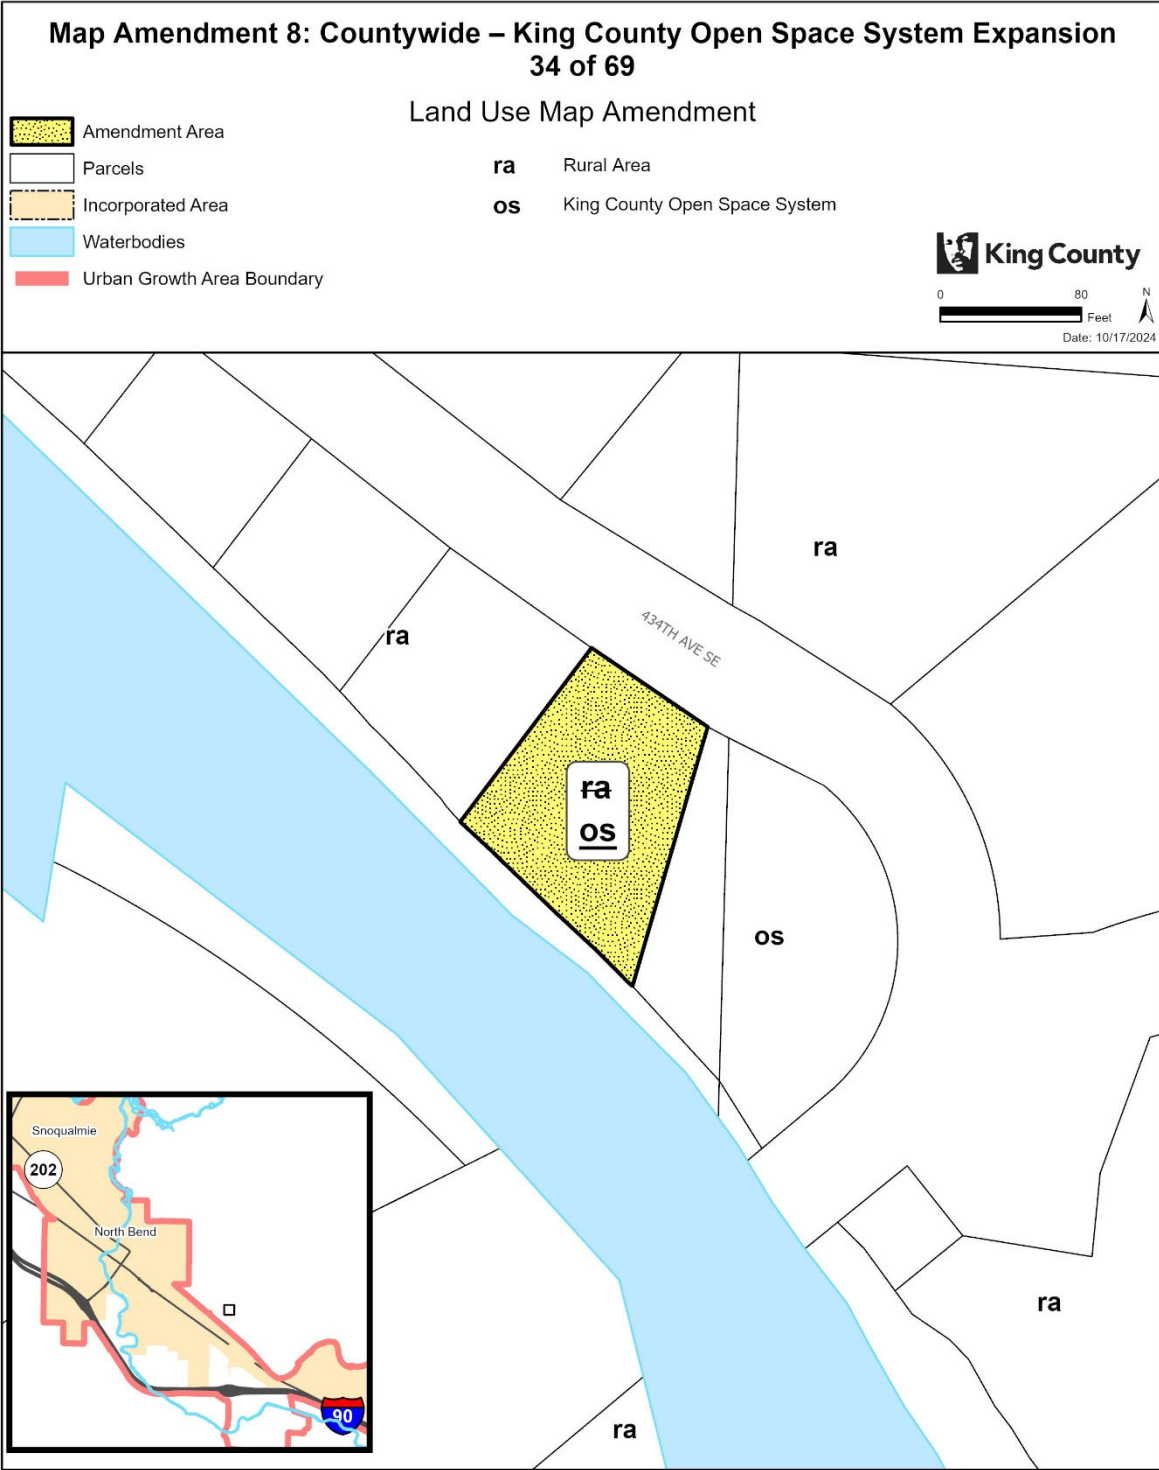 Map Amendment 8: Countywide – King County Open Space System Expansion
34 of 69
Land Use Map Amendment
Amendment Area
Parcels
Incorporated Area
Waterbodies
Urban Growth Area Boundary
ra Rural Area
os King County Open Space System
King County
0 80
Feet
N
Date: 10/17/2024
ra
434TH AVE SE
ra
ra
os
os
ra
ra
Snoqualmie
202
North Bend
90